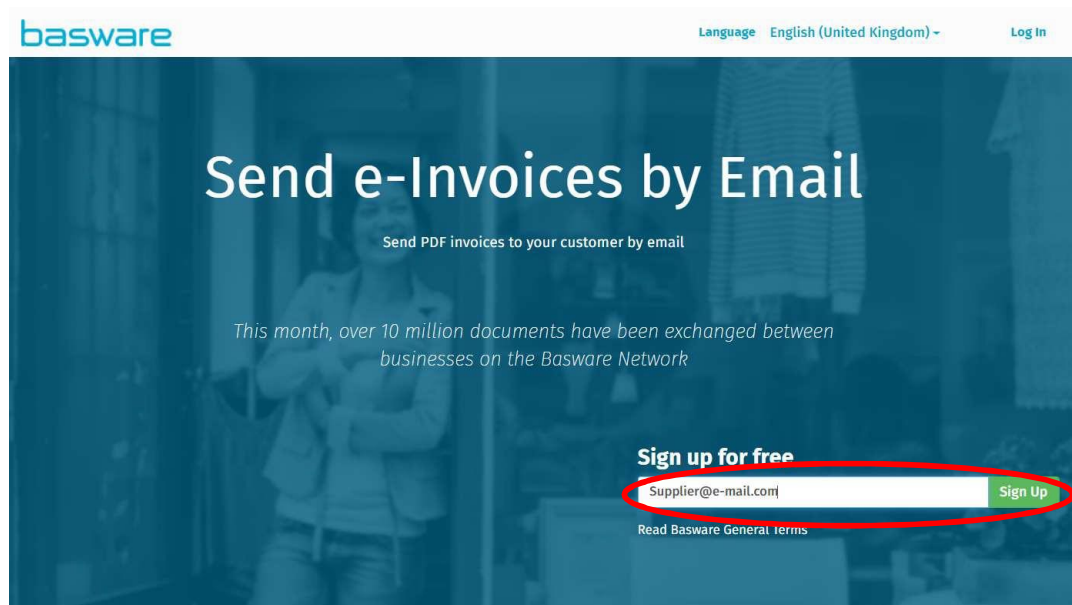 basware
Language English (United Kingdom)
Log In
Send e-Invoices by Email
Send PDF invoices to your customer by email
This month, over 10 million documents have been exchanged between
businesses on the Basware Network
Sign up for free
Supplier@e-mail.com
Sign Up
Read Basware General Terms